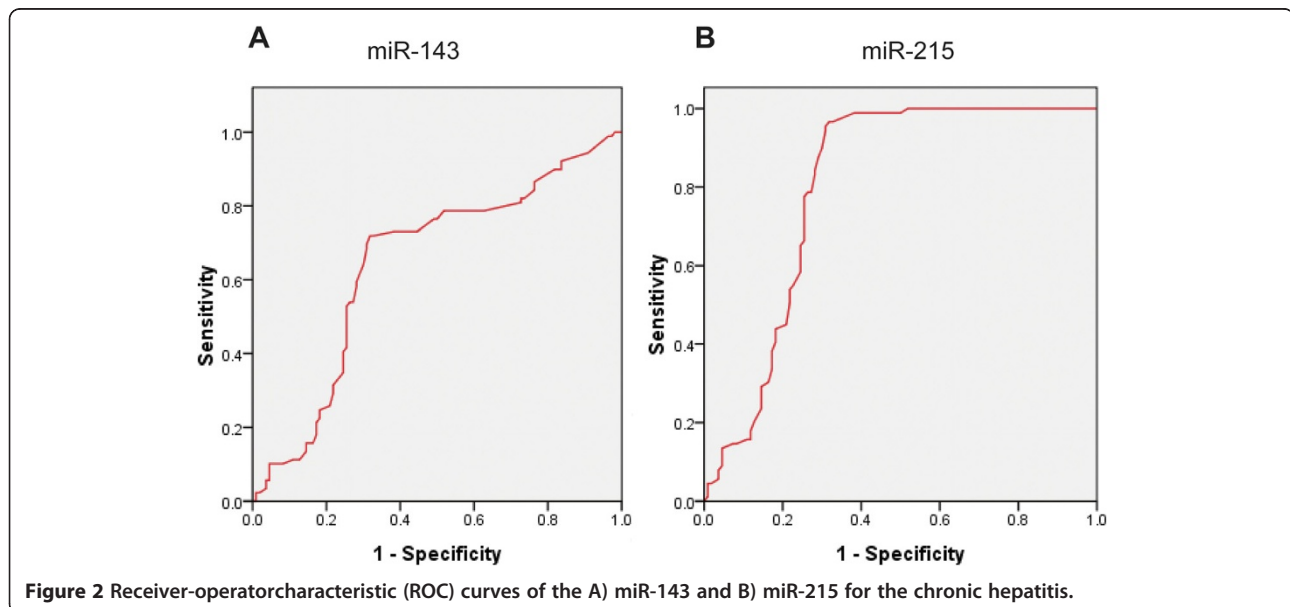 A
miR-143
Sensitivity
1.0
0.8
0.6
0.4
0.2
0.0
0.0 0.2 0.4 0.6 0.8 1.0
1 - Specificity
B
miR-215
Sensitivity
1.0
0.8
0.6
0.4
0.2
0.0
0.0 0.2 0.4 0.6 0.8 1.0
1 - Specificity
Figure 2 Receiver-operatorcharacteristic (ROC) curves of the A) miR-143 and B) miR-215 for the chronic hepatitis.